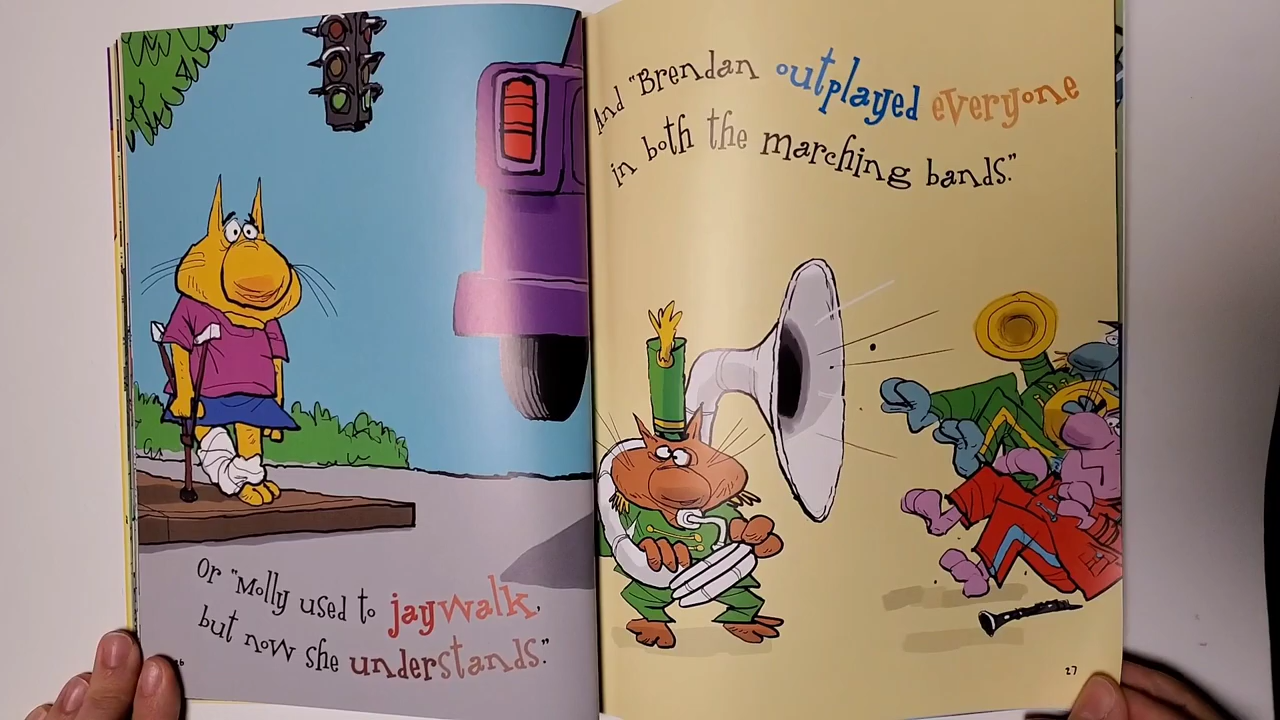 Or "Molly used to jaywalk,
but now she understands."
26
And "Brendan outplayed everyone
in both the marching bands."
27